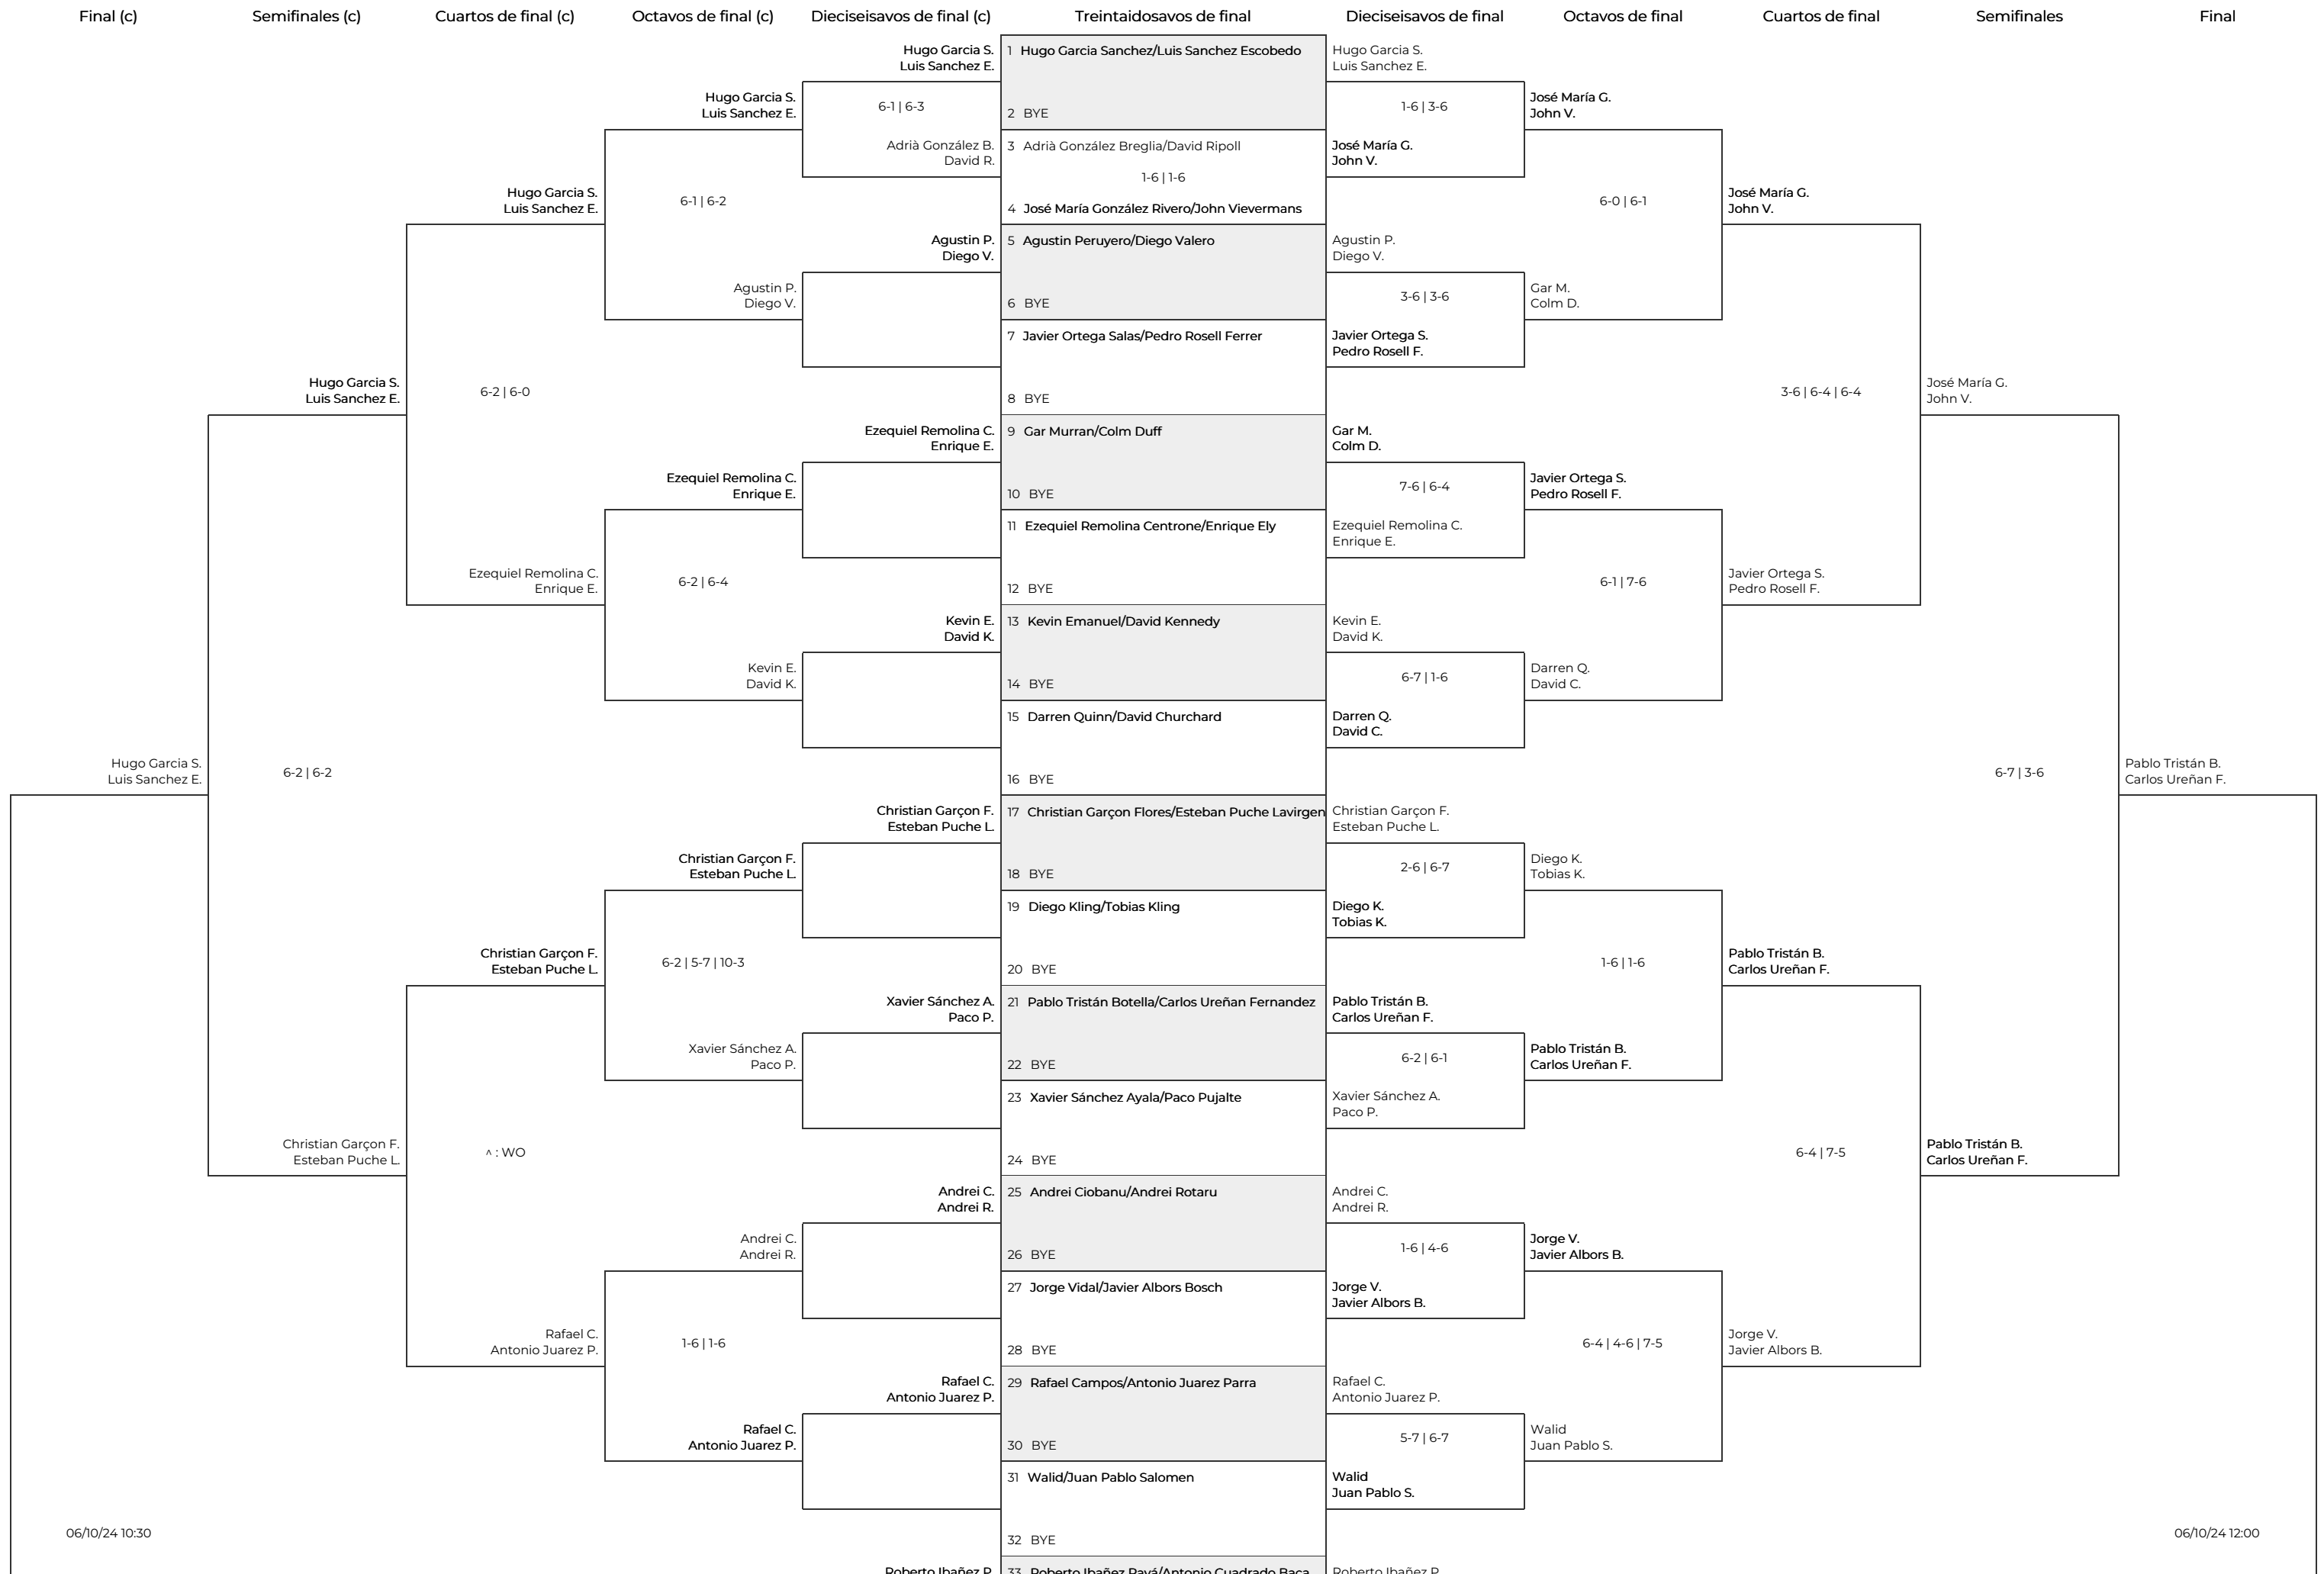 Final (c)
Semifinales (c)
Cuartos de final (c)
Octavos de final (c)
Dieciseisavos de final (c)
Treintaidosavos de final
Dieciseisavos de final
Octavos de final
Cuartos de final
Semifinales
Final
Hugo Garcia S.
Luis Sanchez E.
Hugo Garcia S.
Luis Sanchez E.
6-2 | 6-2
Christian Garçon F.
Esteban Puche L.
06/10/24 10:30
Hugo Garcia S.
Luis Sanchez E.
6-2 | 6-0
Ezequiel Remolina C.
Enrique E.
Christian Garçon F.
Esteban Puche L.
^ : WO
Rafael C.
Antonio Juarez P.
Hugo Garcia S.
Luis Sanchez E.
6-1 | 6-2
Agustin P.
Diego V.
Ezequiel Remolina C.
Enrique E.
6-2 | 6-4
Kevin E.
David K.
Christian Garçon F.
Esteban Puche L.
6-2 | 5-7 | 10-3
Xavier Sánchez A.
Paco P.
Andrei C.
Andrei R.
1-6 | 1-6
Rafael C.
Antonio Juarez P.
Hugo Garcia S.
Luis Sanchez E.
6-1 | 6-3
Adrià González B.
David R.
Agustin P.
Diego V.
Ezequiel Remolina C.
Enrique E.
Kevin E.
David K.
Christian Garçon F.
Esteban Puche L.
Xavier Sánchez A.
Paco P.
Andrei C.
Andrei R.
Rafael C.
Antonio Juarez P.
Roberto Ibañez P.
1 Hugo Garcia Sanchez/Luis Sanchez Escobedo
2 BYE
3 Adrià González Breglia/David Ripoll
1-6 | 1-6
4 José María González Rivero/John Vievermans
5 Agustin Peruyero/Diego Valero
6 BYE
7 Javier Ortega Salas/Pedro Rosell Ferrer
8 BYE
9 Gar Murran/Colm Duff
10 BYE
11 Ezequiel Remolina Centrone/Enrique Ely
12 BYE
13 Kevin Emanuel/David Kennedy
14 BYE
15 Darren Quinn/David Churchard
16 BYE
17 Christian Garçon Flores/Esteban Puche Lavirgen
18 BYE
19 Diego Kling/Tobias Kling
20 BYE
21 Pablo Tristán Botella/Carlos Ureñan Fernandez
22 BYE
23 Xavier Sánchez Ayala/Paco Pujalte
24 BYE
25 Andrei Ciobanu/Andrei Rotaru
26 BYE
27 Jorge Vidal/Javier Albors Bosch
28 BYE
29 Rafael Campos/Antonio Juarez Parra
30 BYE
31 Walid/Juan Pablo Salomen
32 BYE
33 Roberto Ibañez Payá/Antonio Cuadrado Baca
Hugo Garcia S.
Luis Sanchez E.
1-6 | 3-6
José María G.
John V.
Agustin P.
Diego V.
3-6 | 3-6
Javier Ortega S.
Pedro Rosell F.
Gar M.
Colm D.
7-6 | 6-4
Ezequiel Remolina C.
Enrique E.
Kevin E.
David K.
6-7 | 1-6
Darren Q.
David C.
Christian Garçon F.
Esteban Puche L.
2-6 | 6-7
Diego K.
Tobias K.
Pablo Tristán B.
Carlos Ureñan F.
6-2 | 6-1
Xavier Sánchez A.
Paco P.
Andrei C.
Andrei R.
1-6 | 4-6
Jorge V.
Javier Albors B.
Rafael C.
Antonio Juarez P.
5-7 | 6-7
Walid
Juan Pablo S.
Roberto Ibañez P.
José María G.
John V.
6-0 | 6-1
Gar M.
Colm D.
Javier Ortega S.
Pedro Rosell F.
6-1 | 7-6
Darren Q.
David C.
Diego K.
Tobias K.
1-6 | 1-6
Pablo Tristán B.
Carlos Ureñan F.
Jorge V.
Javier Albors B.
6-4 | 4-6 | 7-5
Walid
Juan Pablo S.
José María G.
John V.
3-6 | 6-4 | 6-4
Javier Ortega S.
Pedro Rosell F.
Pablo Tristán B.
Carlos Ureñan F.
6-4 | 7-5
Jorge V.
Javier Albors B.
José María G.
John V.
6-7 | 3-6
Pablo Tristán B.
Carlos Ureñan F.
Pablo Tristán B.
Carlos Ureñan F.
06/10/24 12:00